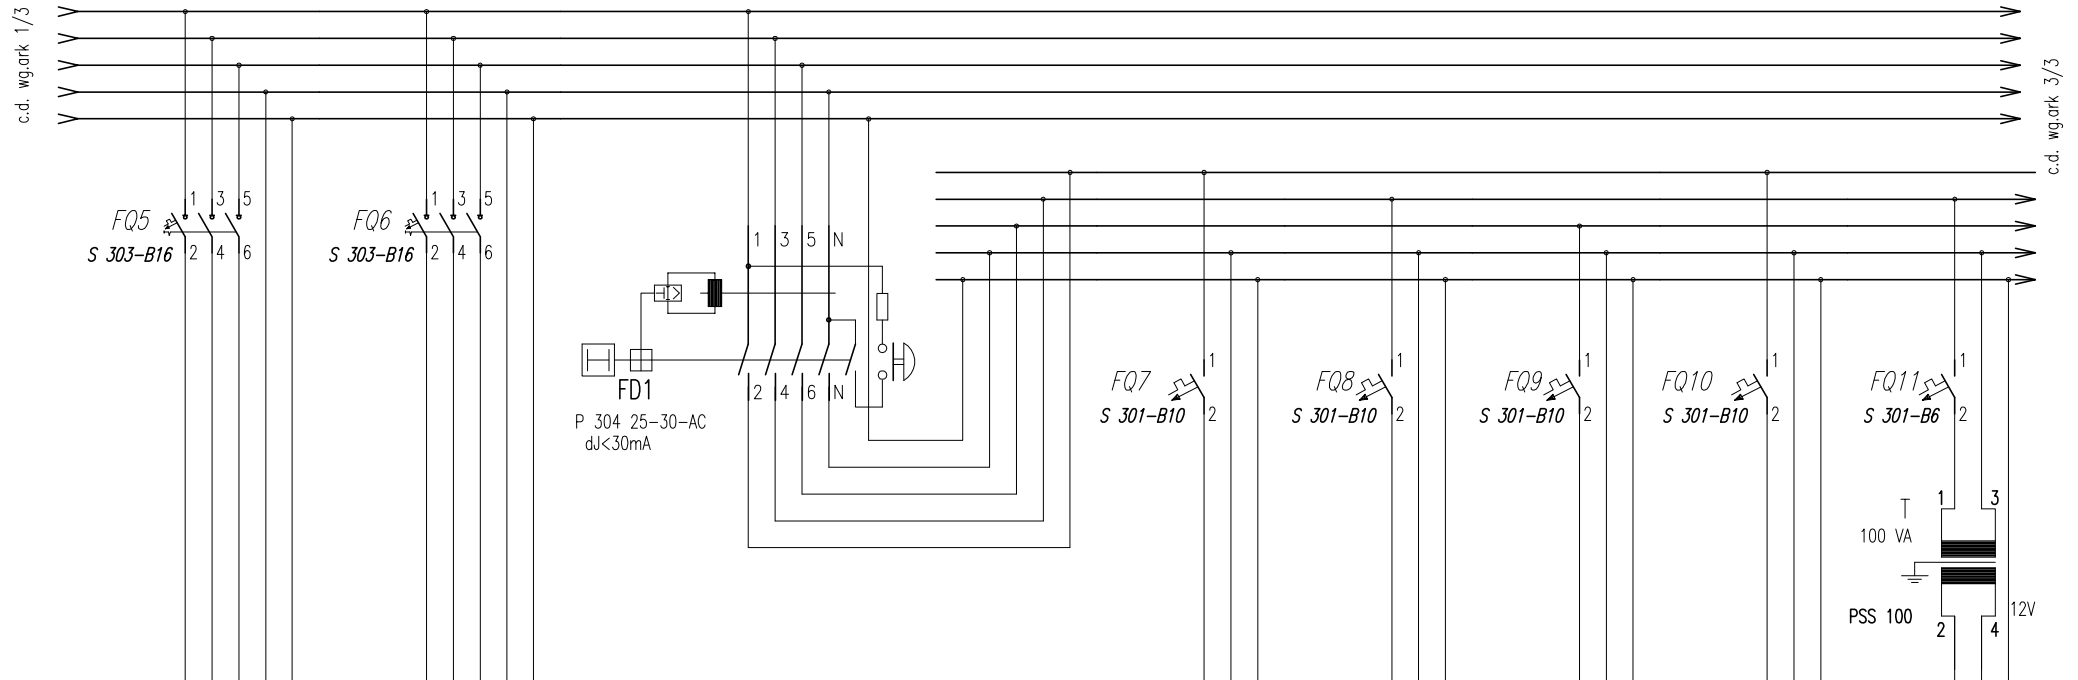 c.d. wg.ark 1/3
c.d. wg.ark 3/3
1 3 5
FQ5
S 303-B16
2 4 6
1 3 5
FQ6
S 303-B16
2 4 6
1 3 5 N
2 4 6 N
FD1
P 304 25-30-AC
dJ<30mA
1
FQ7
S 301-B10
2
1
FQ8
S 301-B10
2
1
FQ9
S 301-B10
2
1
FQ10
S 301-B10
2
1
FQ11
S 301-B6
2
1 3
T
100 VA
PSS 100
12V
2 4